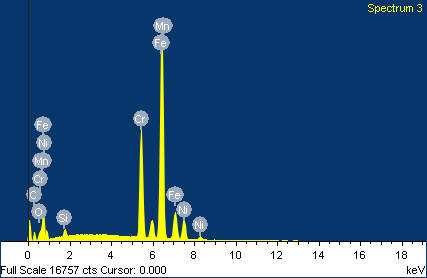 Spectrum 3
Mn
Fe
Cr
Fe
Ni
Mn
Cr
C
O
Si
Fe
Ni
Ni
0 2 4 6 8 10 12 14 16 18
Full Scale 16757 cts Cursor: 0.000 keV